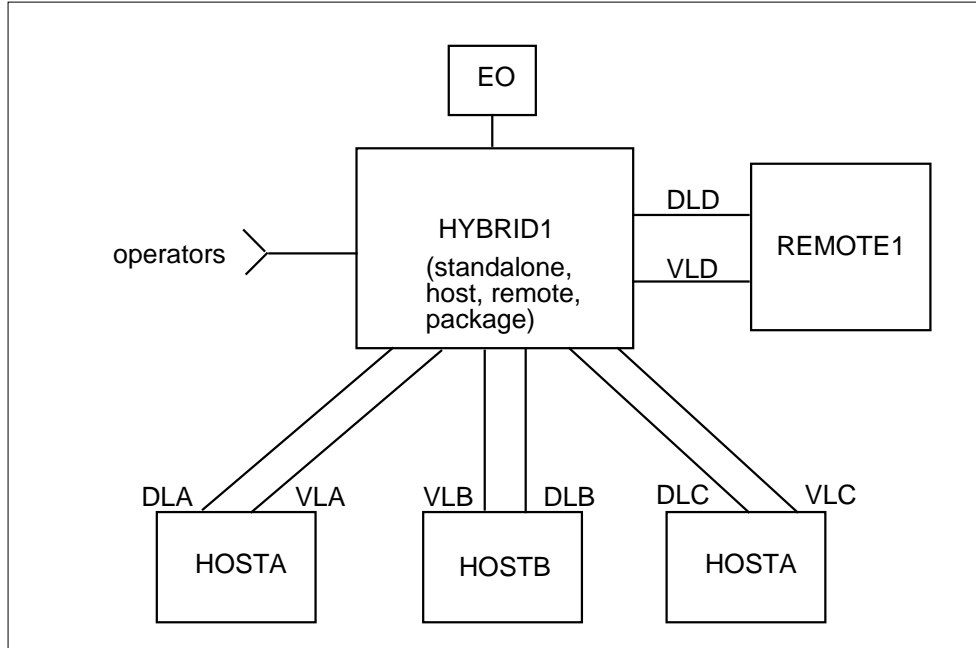 EO
DLD
HYBRID1
REMOTE1
operators
(standalone,
VLD
host, remote,
package)
DLA
VLA
VLB
DLB
DLC
VLC
HOSTA
HOSTB
HOSTA